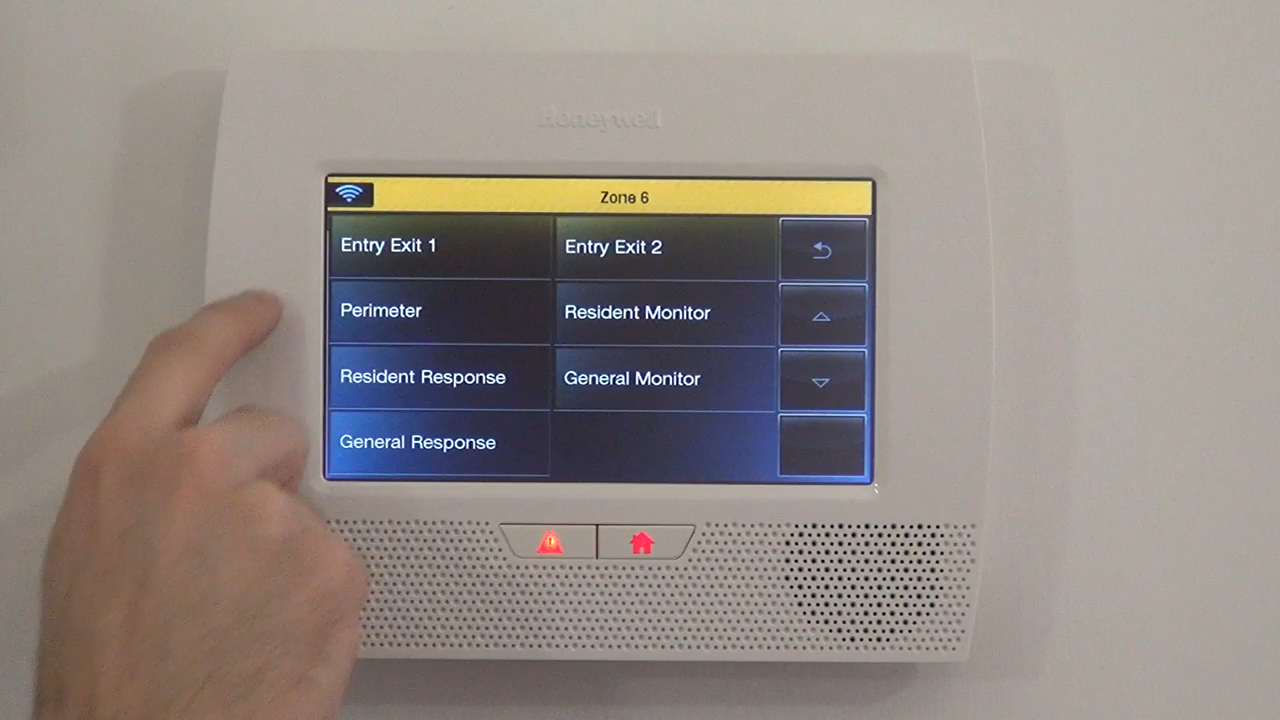 Honeywell
Zone 6
Entry Exit 1
Entry Exit 2
Perimeter
Resident Monitor
Resident Response
General Monitor
General Response